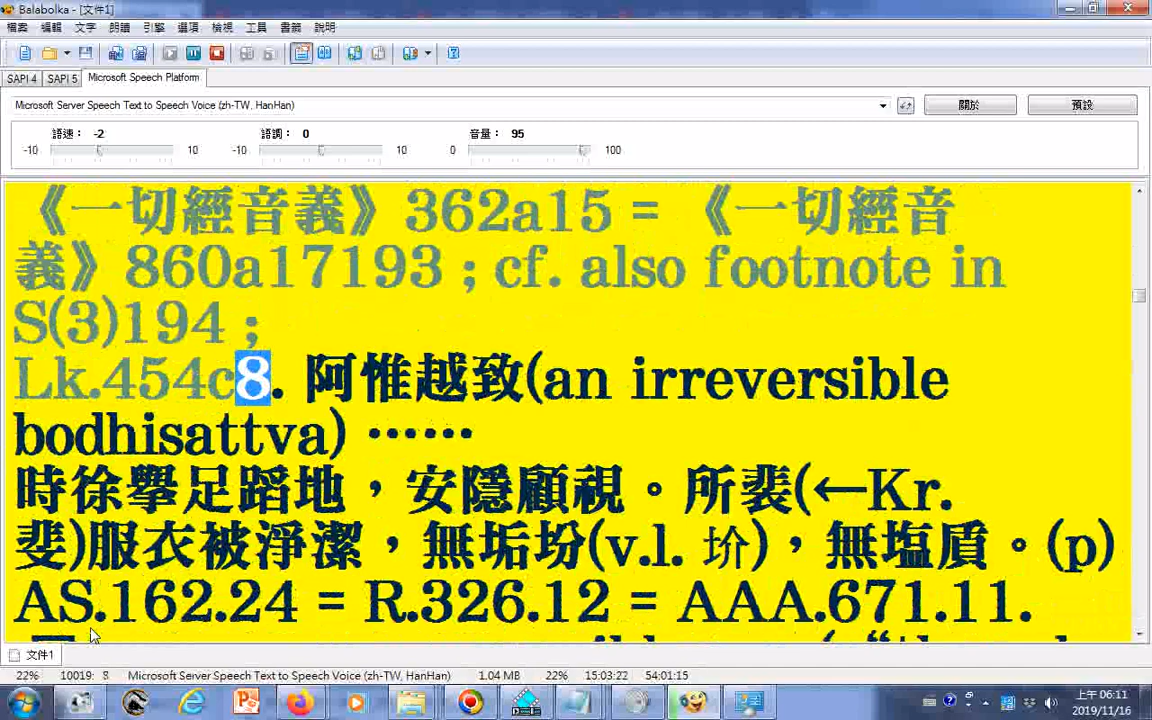 Balabolka - [文件1]
檔案 編輯 文字 朗讀 引擎 選項 檢視 工具 書籤 說明
SAPI 4 SAPI 5 Microsoft Speech Platform
Microsoft Server Speech Text to Speech Voice (zh-TW, HanHan) 關於 預設
語速： -2 語調： 0 音量： 95
-10 10 -10 10 0 100
《一切經音義》362a15 = 《一切經音
義》860a17193 ; cf. also footnote in
S(3)194 ;
Lk.454c8. 阿惟越致(an irreversible
bodhisattva) ⋯⋯
時徐擧足蹈地，安隱顧視。所裴(←Kr.
斐)服衣被淨潔，無垢坋(v.l. 坋)，無塩㢑。(p)
AS.162.24 = R.326.12 = AAA.671.11.
文件1
22% 10019: 8 Microsoft Server Speech Text to Speech Voice (zh-TW, HanHan) 1.04 MB 22% 15:03:22 54:01:15
上午 06:11
2019/11/16